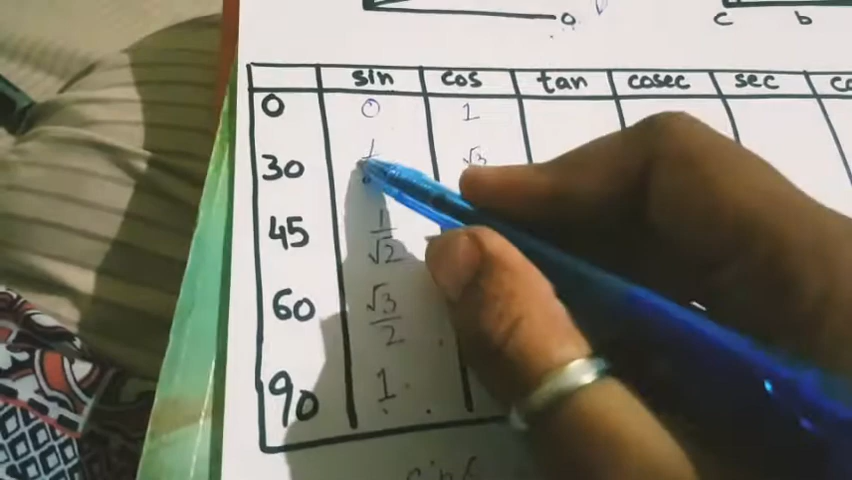 o
c b
sin cos tan cosec sec
0 0 1
30 √3
45 1/√2
60 √3/2
90 1